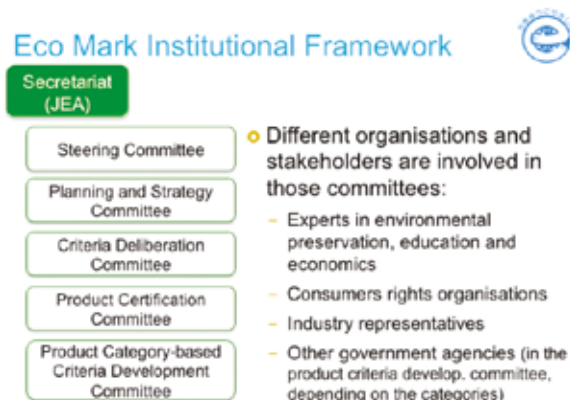 Eco Mark Institutional Framework
Secretariat
(JEA)
Steering Committee
Planning and Strategy
Committee
Criteria Deliberation
Committee
Product Certification
Committee
Product Category-based
Criteria Development
Committee
Different organisations and
stakeholders are involved in
those committees:
– Experts in environmental
preservation, education and
economics
– Consumers rights organisations
– Industry representatives
– Other government agencies (in the
product criteria develop. committee,
depending on the categories)